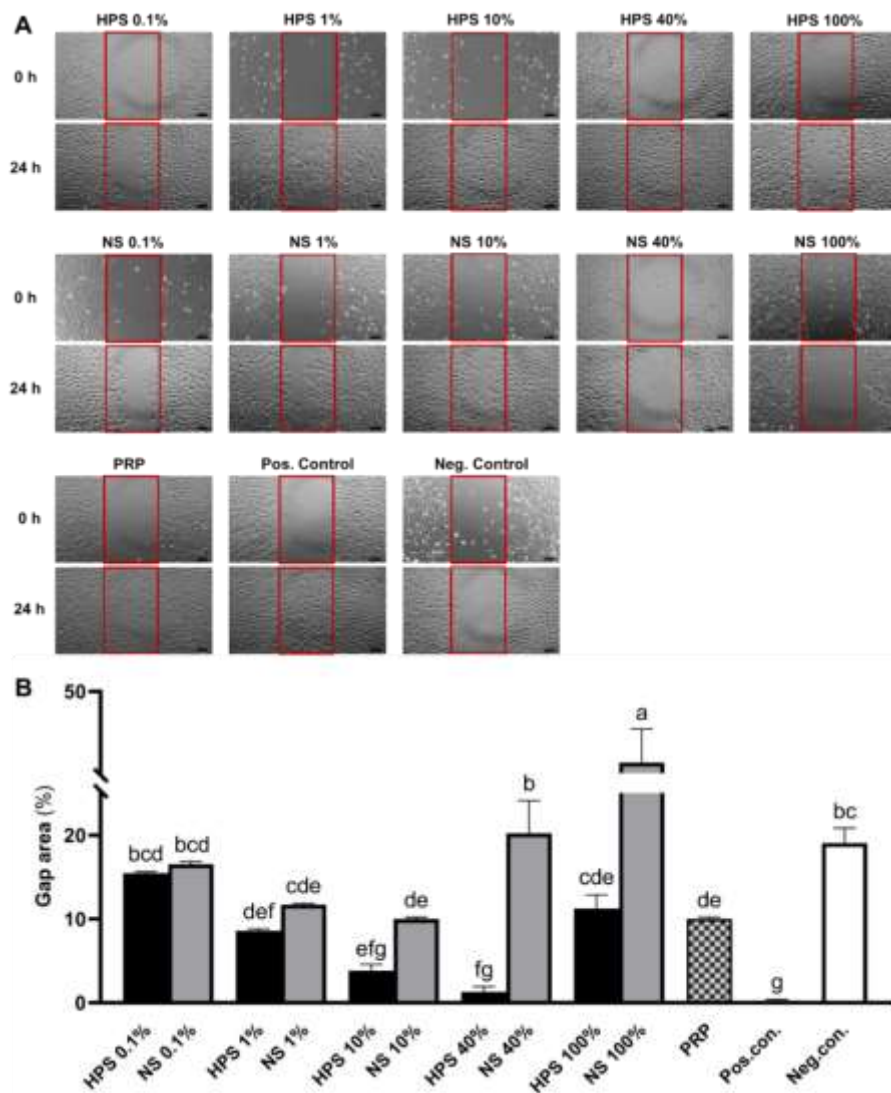 A
HPS 0.1% HPS 1% HPS 10% HPS 40% HPS 100%
0 h
24 h
NS 0.1% NS 1% NS 10% NS 40% NS 100%
0 h
24 h
PRP Pos. Control Neg. Control
0 h
24 h
B
50
20
10
0
Gap area (%)
bcd bcd def cde efg de fg b cde a de g bc
HPS 0.1% NS 0.1% HPS 1% NS 1% HPS 10% NS 10% HPS 40% NS 40% HPS 100% NS 100% PRP Pos.con. Neg.con.